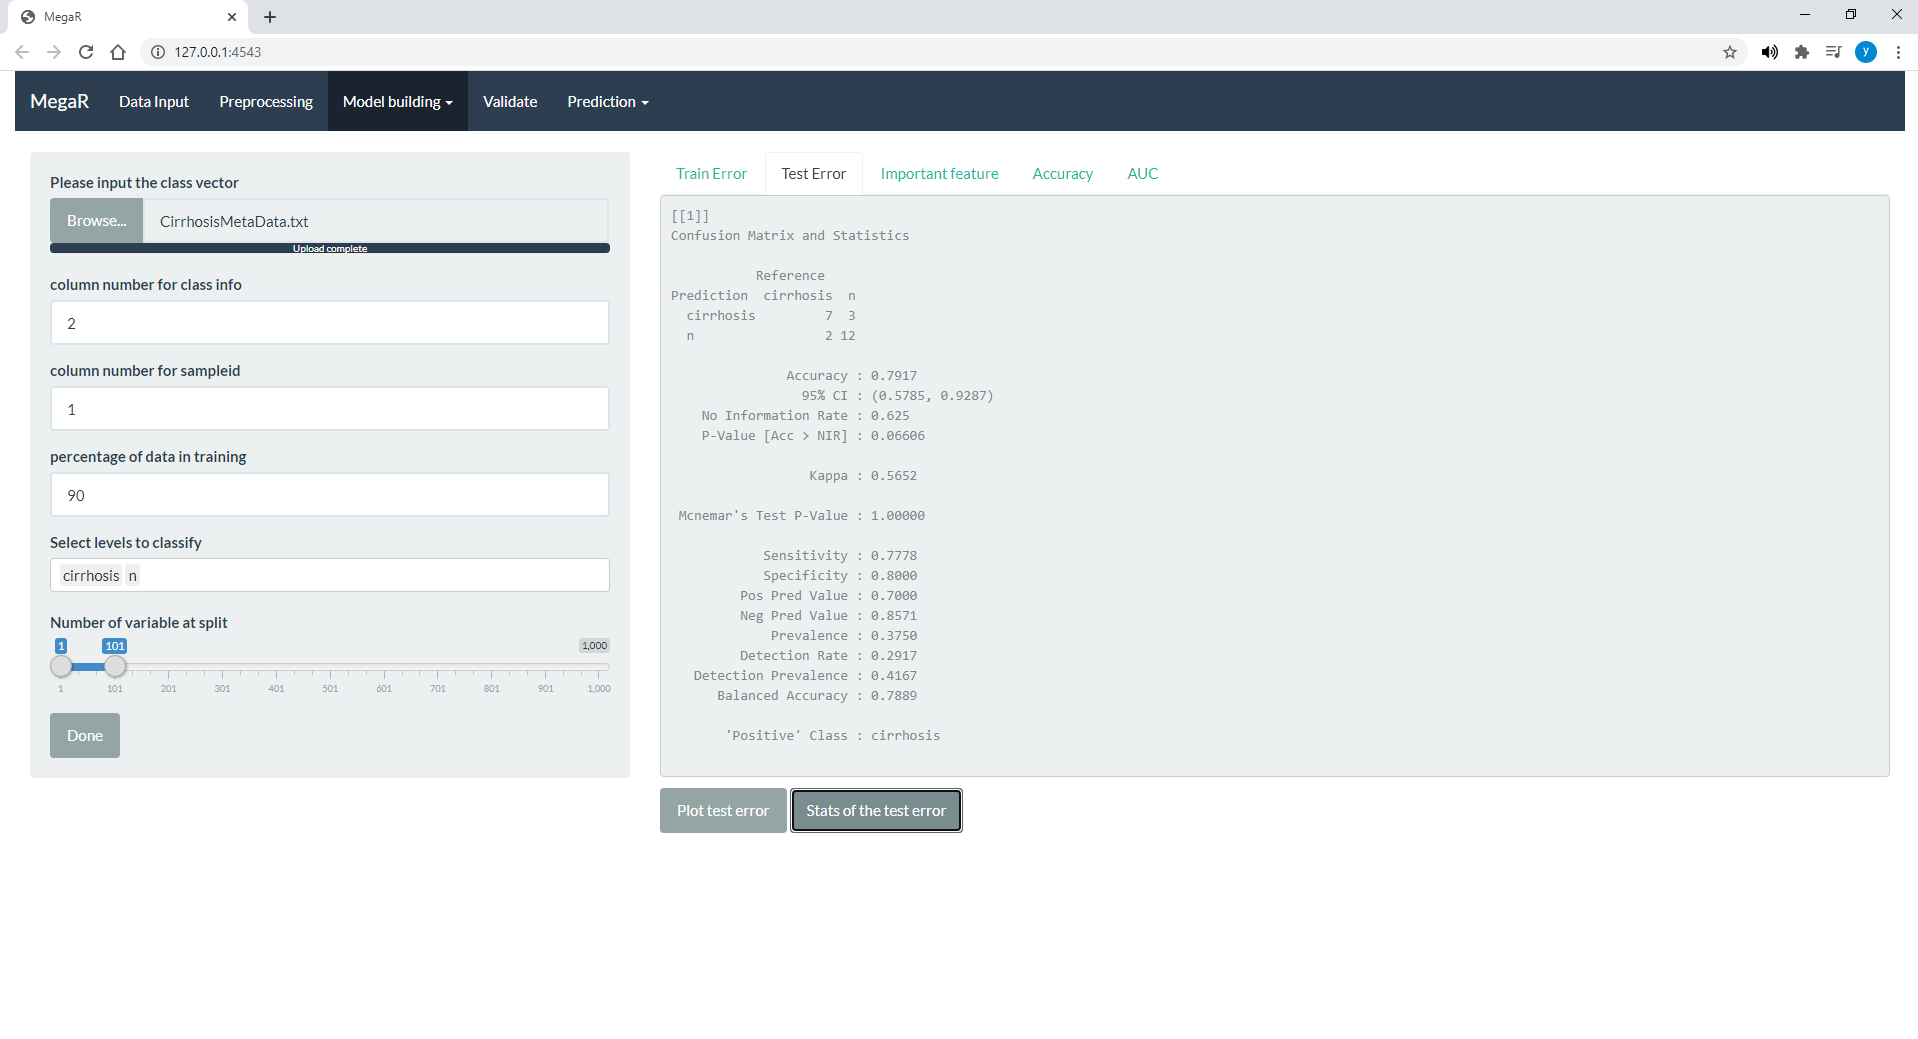 MegaR
127.0.0.1:4543
y
MegaR Data Input Preprocessing Model building Validate Prediction
Please input the class vector
Browse... CirrhosisMetaData.txt
Upload complete
column number for class info
2
column number for sampleid
1
percentage of data in training
90
Select levels to classify
cirrhosis n
Number of variable at split
1 101 1,000
1 101 201 301 401 501 601 701 801 901 1,000
Done
Train Error Test Error Important feature Accuracy AUC
[[1]]
Confusion Matrix and Statistics
Reference
Prediction cirrhosis n
cirrhosis 7 3
n 2 12
Accuracy : 0.7917
95% CI : (0.5785, 0.9287)
No Information Rate : 0.625
P-Value [Acc > NIR] : 0.06606
Kappa : 0.5652
Mcnemar's Test P-Value : 1.00000
Sensitivity : 0.7778
Specificity : 0.8000
Pos Pred Value : 0.7000
Neg Pred Value : 0.8571
Prevalence : 0.3750
Detection Rate : 0.2917
Detection Prevalence : 0.4167
Balanced Accuracy : 0.7889
'Positive' Class : cirrhosis
Plot test error Stats of the test error